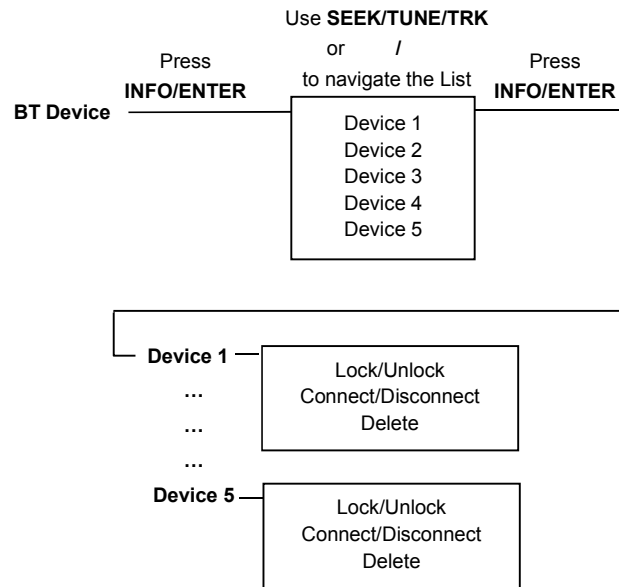 Use SEEK/TUNE/TRK
or /
to navigate the List
Press
INFO/ENTER
Press
INFO/ENTER
BT Device
Device 1
Device 2
Device 3
Device 4
Device 5
Device 1
Lock/Unlock
Connect/Disconnect
Delete
...
...
...
Device 5
Lock/Unlock
Connect/Disconnect
Delete